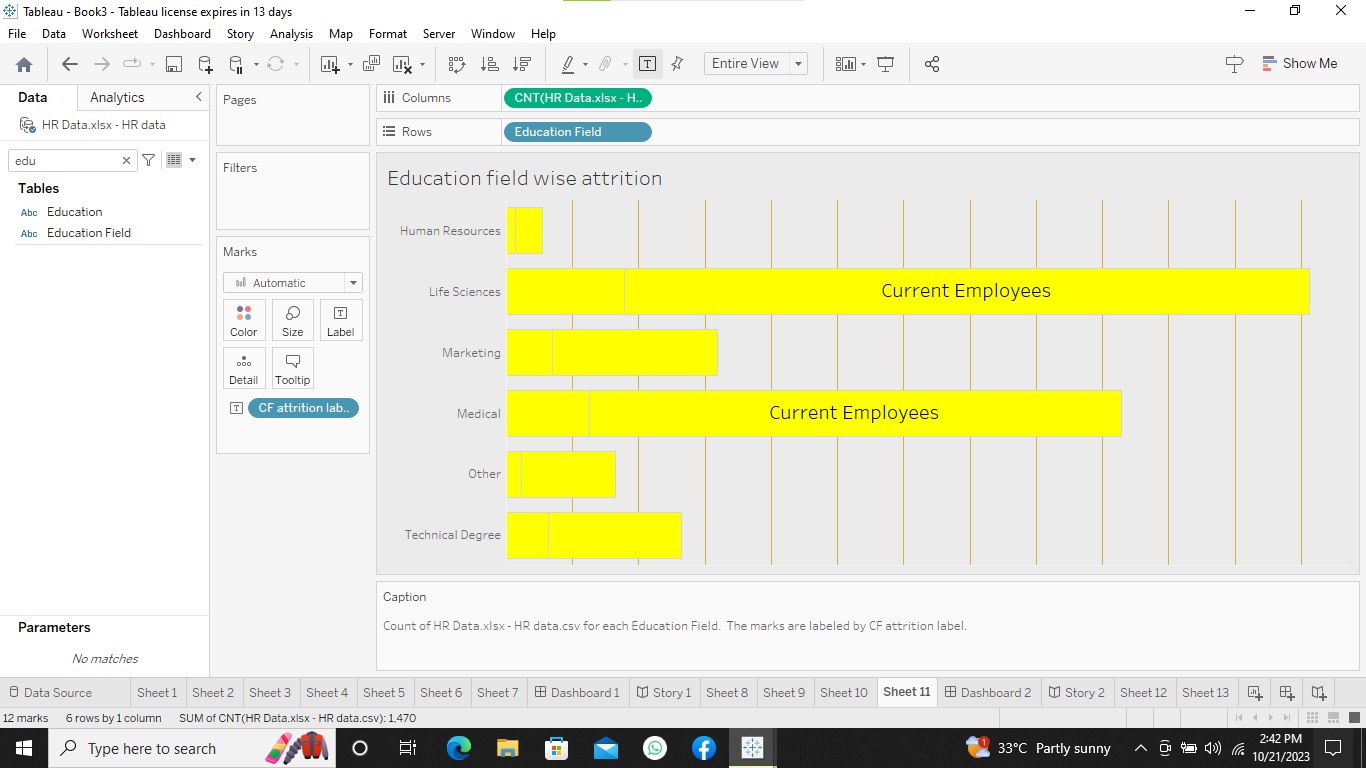 Tableau - Book3 - Tableau license expires in 13 days
File Data Worksheet Dashboard Story Analysis Map Format Server Window Help
Entire View
Show Me
Data Analytics
HR Data.xlsx - HR data
edu
Tables
Abc Education
Abc Education Field
Parameters
No matches
Pages
Filters
Marks
Automatic
Color Size Label
Detail Tooltip
CF attrition lab..
Columns CNT(HR Data.xlsx - H..
Rows Education Field
Education field wise attrition
Human Resources
Life Sciences Current Employees
Marketing
Medical Current Employees
Other
Technical Degree
Caption
Count of HR Data.xlsx - HR data.csv for each Education Field. The marks are labeled by CF attrition label.
Data Source Sheet 1 Sheet 2 Sheet 3 Sheet 4 Sheet 5 Sheet 6 Sheet 7 Dashboard 1 Story 1 Sheet 8 Sheet 9 Sheet 10 Sheet 11 Dashboard 2 Story 2 Sheet 12 Sheet 13
12 marks 6 rows by 1 column SUM of CNT(HR Data.xlsx - HR data.csv): 1.470
Type here to search
33°C Partly sunny
2:42 PM
10/21/2023